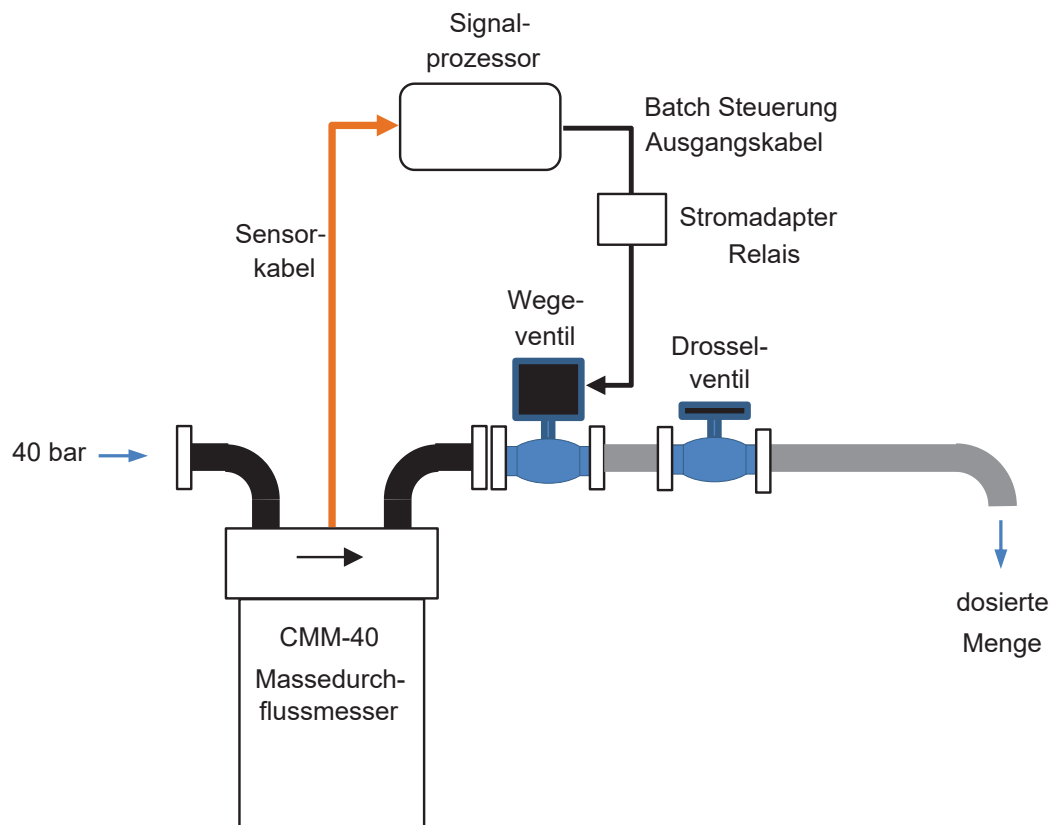 Signal-
prozessor
Batch Steuerung
Ausgangskabel
Stromadapter
Relais
Sensor-
kabel
Wege-
ventil
Drossel-
ventil
40 bar
CMM-40
Massedurch-
flussmesser
dosierte
Menge